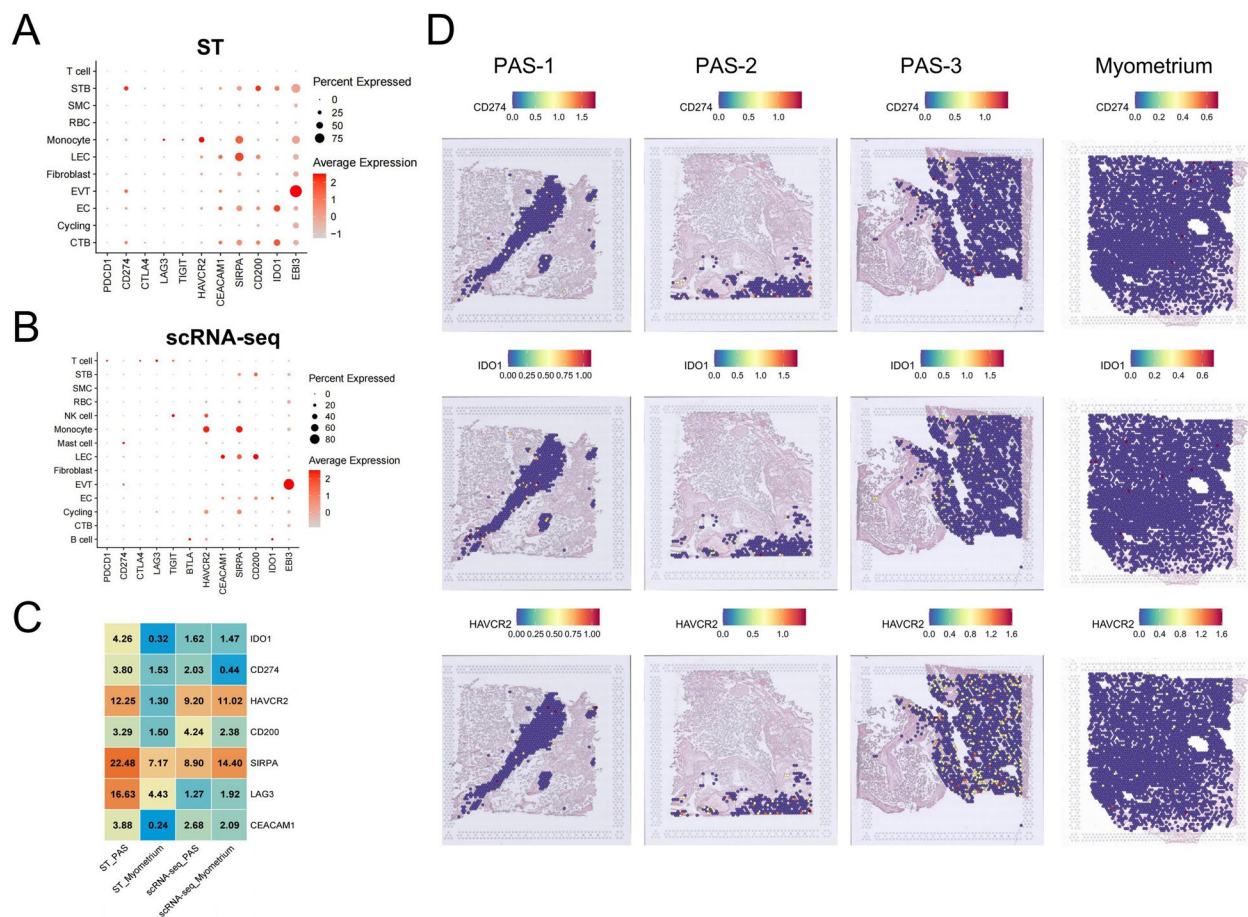 A
ST
T cell
STB
SMC
RBC
Monocyte
LEC
Fibroblast
EVT
EC
Cycling
CTB
PDCD1
CD274
CTLA4
LAG3
TIGIT
HAVCR2
CEACAM1
SIRPA
CD200
IDO1
EBI3
Percent Expressed
0
25
50
75
Average Expression
2
1
0
−1
B
scRNA-seq
T cell
STB
SMC
RBC
NK cell
Monocyte
Mast cell
LEC
Fibroblast
EVT
EC
Cycling
CTB
B cell
PDCD1
CD274
CTLA4
LAG3
TIGIT
BTLA
HAVCR2
CEACAM1
SIRPA
CD200
IDO1
EBI3
Percent Expressed
0
20
40
60
80
Average Expression
2
1
0
C
4.26 0.32 1.62 1.47 IDO1
3.80 1.53 2.03 0.44 CD274
12.25 1.30 9.20 11.02 HAVCR2
3.29 1.50 4.24 2.38 CD200
22.48 7.17 8.90 14.40 SIRPA
16.63 4.43 1.27 1.92 LAG3
3.88 0.24 2.68 2.09 CEACAM1
ST_PAS
ST_Myometrium
scRNA-seq_PAS
scRNA-seq_Myometrium
D
PAS-1 PAS-2 PAS-3 Myometrium
CD274 0.0 0.5 1.0 1.5
CD274 0.0 0.5 1.0
CD274 0.0 0.5 1.0
CD274 0.0 0.2 0.4 0.6
IDO1 0.00 0.25 0.50 0.75 1.00
IDO1 0.0 0.5 1.0 1.5
IDO1 0.0 0.5 1.0 1.5
IDO1 0.0 0.2 0.4 0.6
HAVCR2 0.00 0.25 0.50 0.75 1.00
HAVCR2 0.0 0.5 1.0
HAVCR2 0.0 0.4 0.8 1.2 1.6
HAVCR2 0.0 0.4 0.8 1.2 1.6